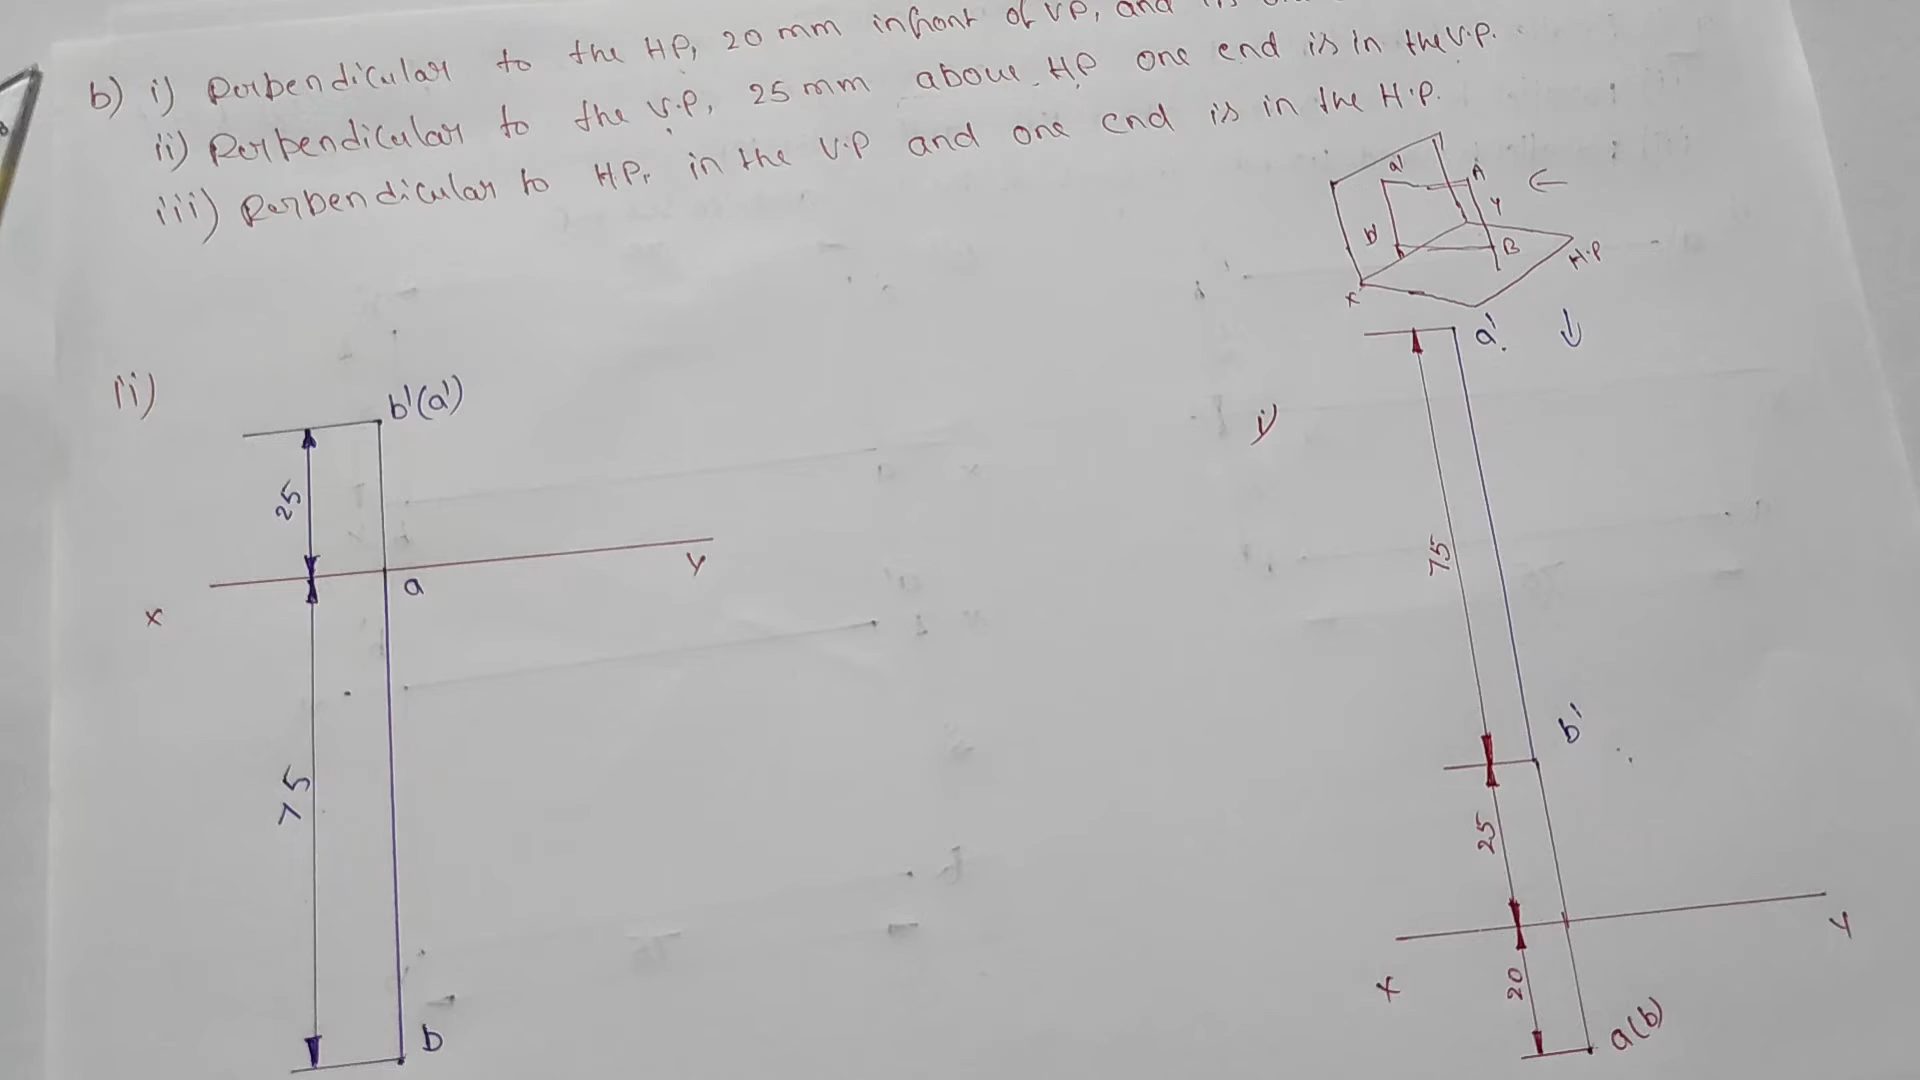 b) i) Perpendicular to the HP, 20 mm infront of VP, and
ii) Perpendicular to the V.P, 25 mm above HP one end is in the V.P.
iii) Perpendicular to HP, in the V.P and one end is in the H.P.
a' A
Y
b' B
H.P
X
ii)
b'(a')
25
X Y
a
75
b
i)
a'
75
b'
25
X Y
20
a(b)